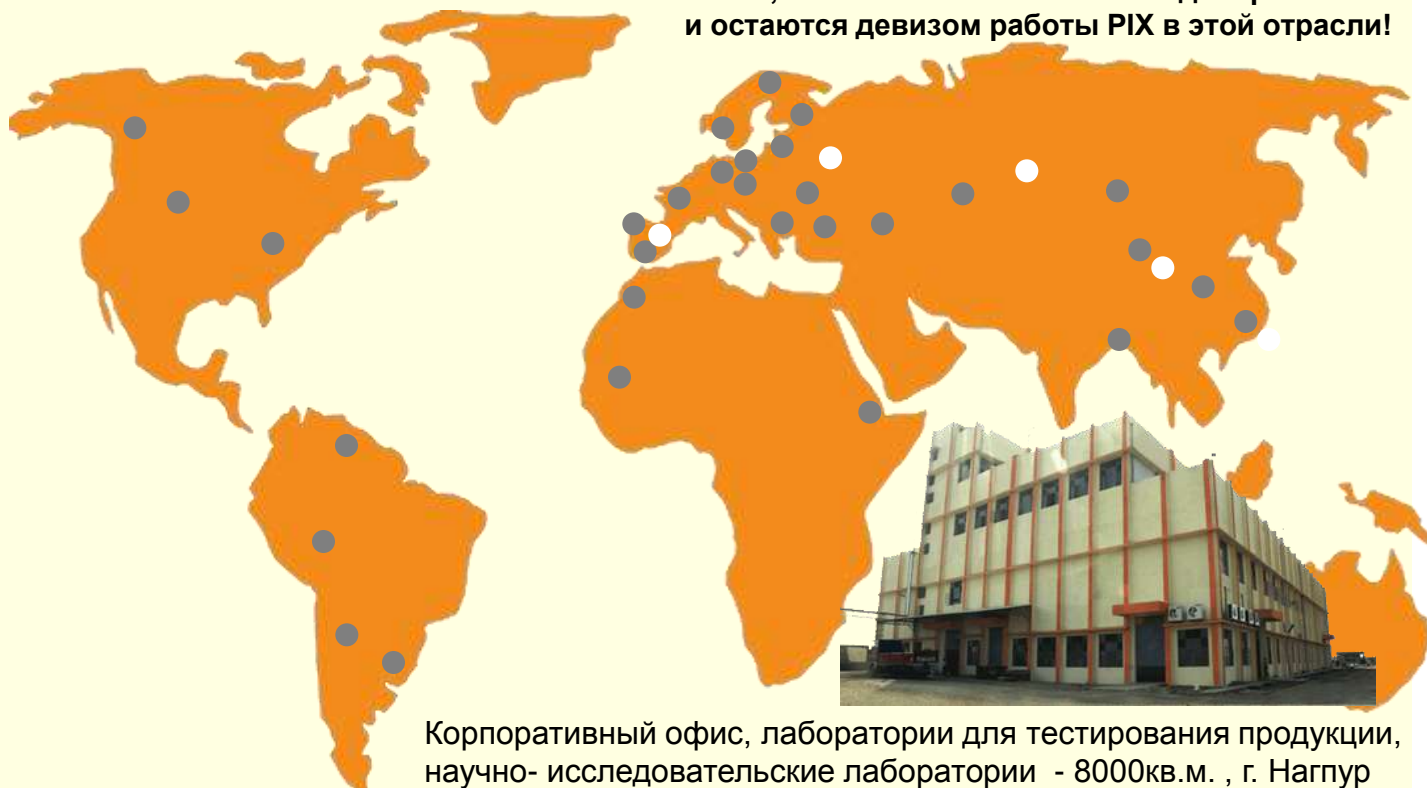 и остаются девизом работы PIX в этой отрасли!
Корпоративный офис, лаборатории для тестирования продукции,
научно- исследовательские лаборатории - 8000кв.м. , г. Нагпур